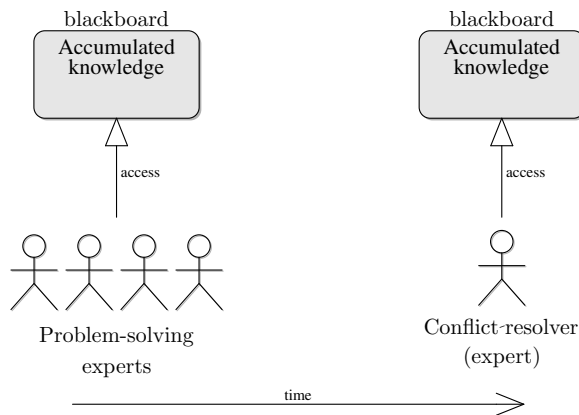 blackboard
Accumulated
knowledge
access
Problem-solving
experts
blackboard
Accumulated
knowledge
access
Conflict-resolver
(expert)
time